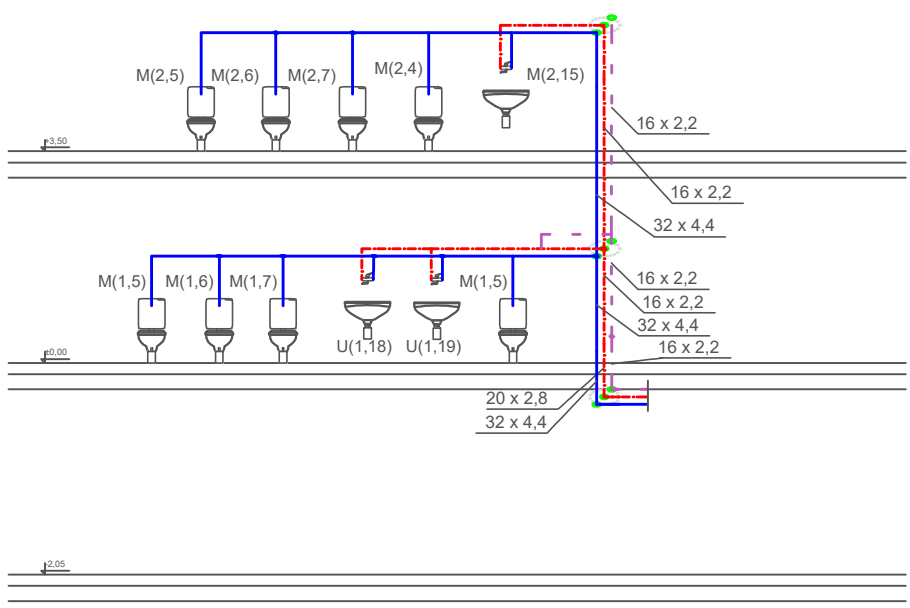 M(2,5) M(2,6) M(2,7) M(2,4) M(2,15)
16 x 2,2
+3,50
16 x 2,2
32 x 4,4
M(1,5) M(1,6) M(1,7) M(1,5)
16 x 2,2
16 x 2,2
32 x 4,4
U(1,18) U(1,19)
16 x 2,2
±0,00
20 x 2,8
32 x 4,4
-2,05